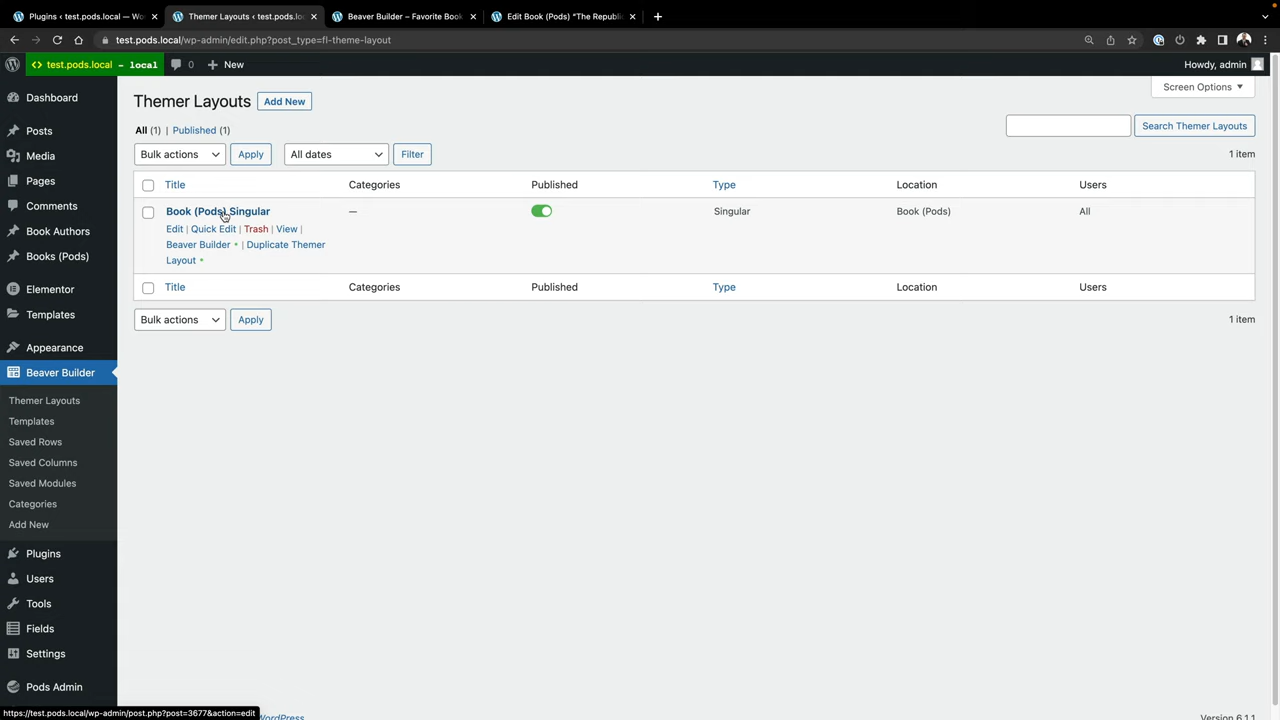 Plugins ‹ test.pods.local — Wo
Themer Layouts ‹ test.pods.loc
Beaver Builder – Favorite Book
Edit Book (Pods) "The Republi
test.pods.local/wp-admin/edit.php?post_type=fl-theme-layout
<> test.pods.local - local
0
New
Howdy, admin
Dashboard
Posts
Media
Pages
Comments
Book Authors
Books (Pods)
Elementor
Templates
Appearance
Beaver Builder
Themer Layouts
Templates
Saved Rows
Saved Columns
Saved Modules
Categories
Add New
Plugins
Users
Tools
Fields
Settings
Pods Admin
Screen Options
Themer Layouts Add New
All (1) | Published (1)
Search Themer Layouts
Bulk actions Apply All dates Filter 1 item
Title Categories Published Type Location Users
Book (Pods) Singular — Singular Book (Pods) All
Edit | Quick Edit | Trash | View |
Beaver Builder • | Duplicate Themer
Layout •
Title Categories Published Type Location Users
Bulk actions Apply 1 item
https://test.pods.local/wp-admin/post.php?post=3677&action=edit
WordPress
Version 6.1.1